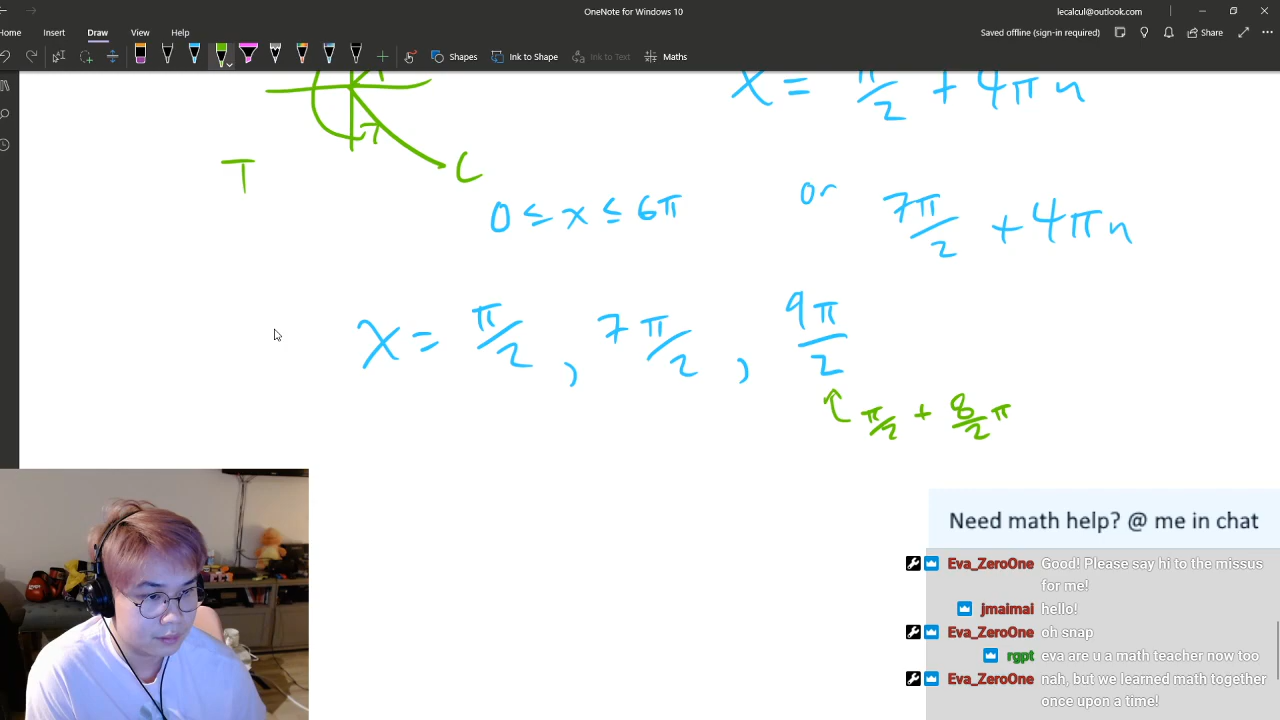 OneNote for Windows 10
lecalcul@outlook.com
Home Insert Draw View Help
Saved offline (sign-in required)
Share
Shapes
Ink to Shape
Ink to Text
Maths
x = π/2 + 4πn
T
C
0 ≤ x ≤ 6π
or
7π/2 + 4πn
x = π/2 , 7π/2 , 9π/2
π/2 + 8/2 π
Need math help? @ me in chat
Eva_ZeroOne Good! Please say hi to the missus
for me!
jmaimai hello!
Eva_ZeroOne oh snap
rgpt eva are u a math teacher now too
Eva_ZeroOne nah, but we learned math together
once upon a time!